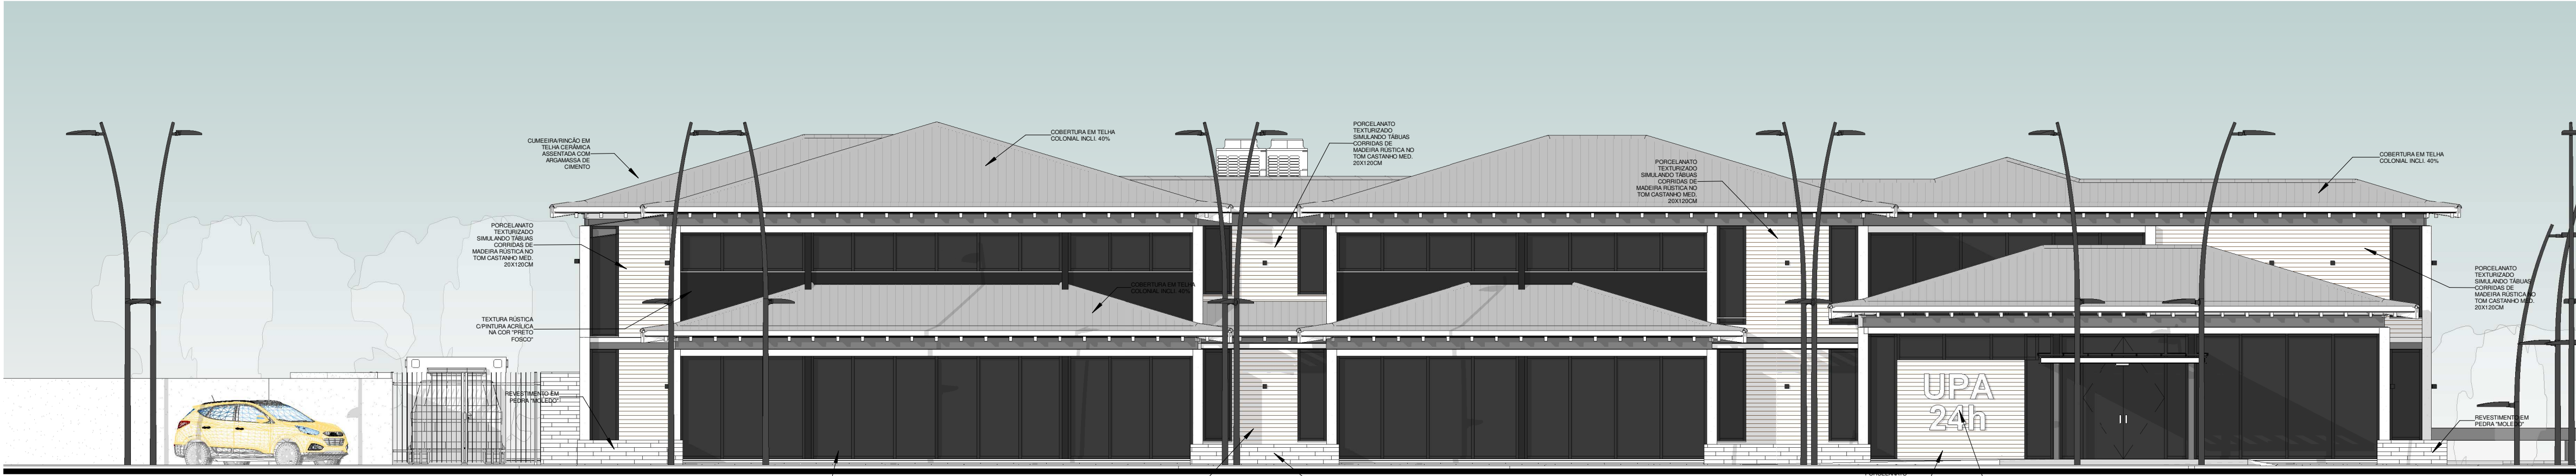 CUMEEIRA/RINCÃO EM
TELHA CERÂMICA
ASSENTADA COM
ARGAMASSA DE
CIMENTO
COBERTURA EM TELHA
COLONIAL INCLI. 40%
PORCELANATO
TEXTURIZADO
SIMULANDO TÁBUAS
CORRIDAS DE
MADEIRA RÚSTICA NO
TOM CASTANHO MED.
20X120CM
PORCELANATO
TEXTURIZADO
SIMULANDO TÁBUAS
CORRIDAS DE
MADEIRA RÚSTICA NO
TOM CASTANHO MED.
20X120CM
COBERTURA EM TELHA
COLONIAL INCLI. 40%
PORCELANATO
TEXTURIZADO
SIMULANDO TÁBUAS
CORRIDAS DE
MADEIRA RÚSTICA NO
TOM CASTANHO MED.
20X120CM
COBERTURA EM TELHA
COLONIAL INCLI. 40%
PORCELANATO
TEXTURIZADO
SIMULANDO TÁBUAS
CORRIDAS DE
MADEIRA RÚSTICA NO
TOM CASTANHO MED.
20X120CM
TEXTURA RÚSTICA
C/PINTURA ACRÍLICA
NA COR "PRETO
FOSCO"
REVESTIMENTO EM
PEDRA "MOLEDO"
UPA
24h
REVESTIMENTO EM
PEDRA "MOLEDO"